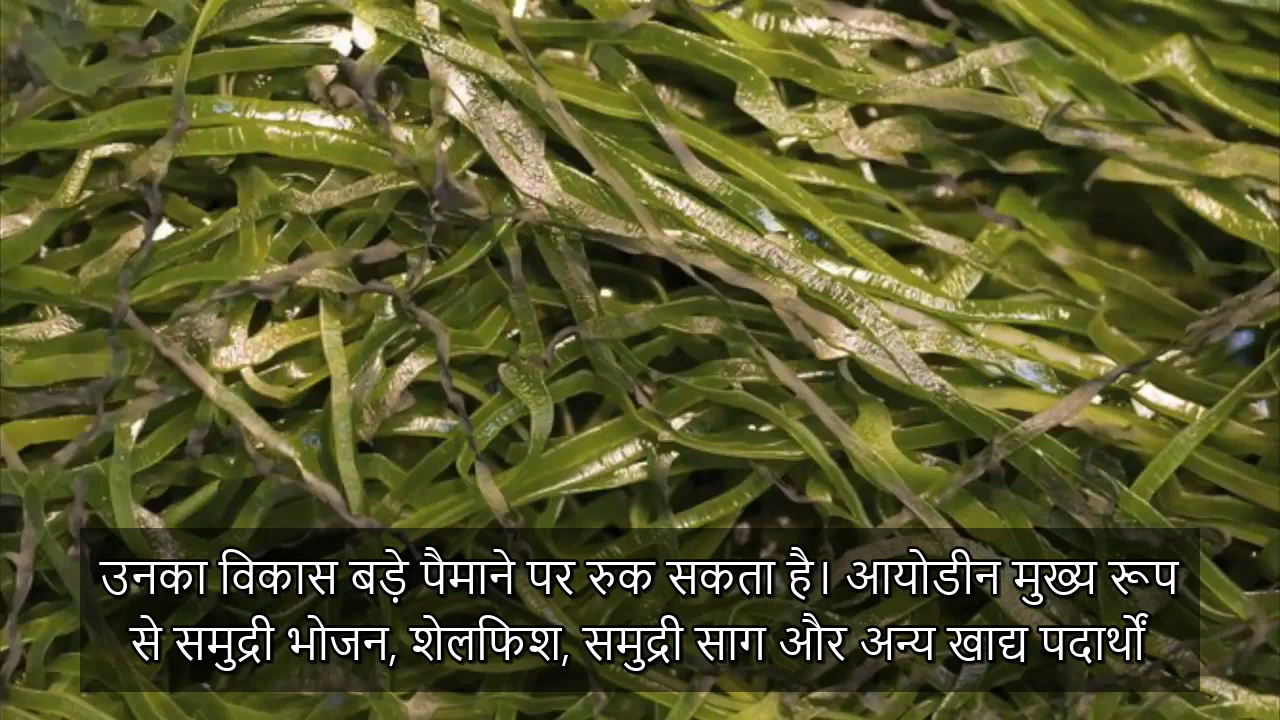 उनका विकास बड़े पैमाने पर रुक सकता है। आयोडीन मुख्य रूप
से समुद्री भोजन, शेलफिश, समुद्री साग और अन्य खाद्य पदार्थों